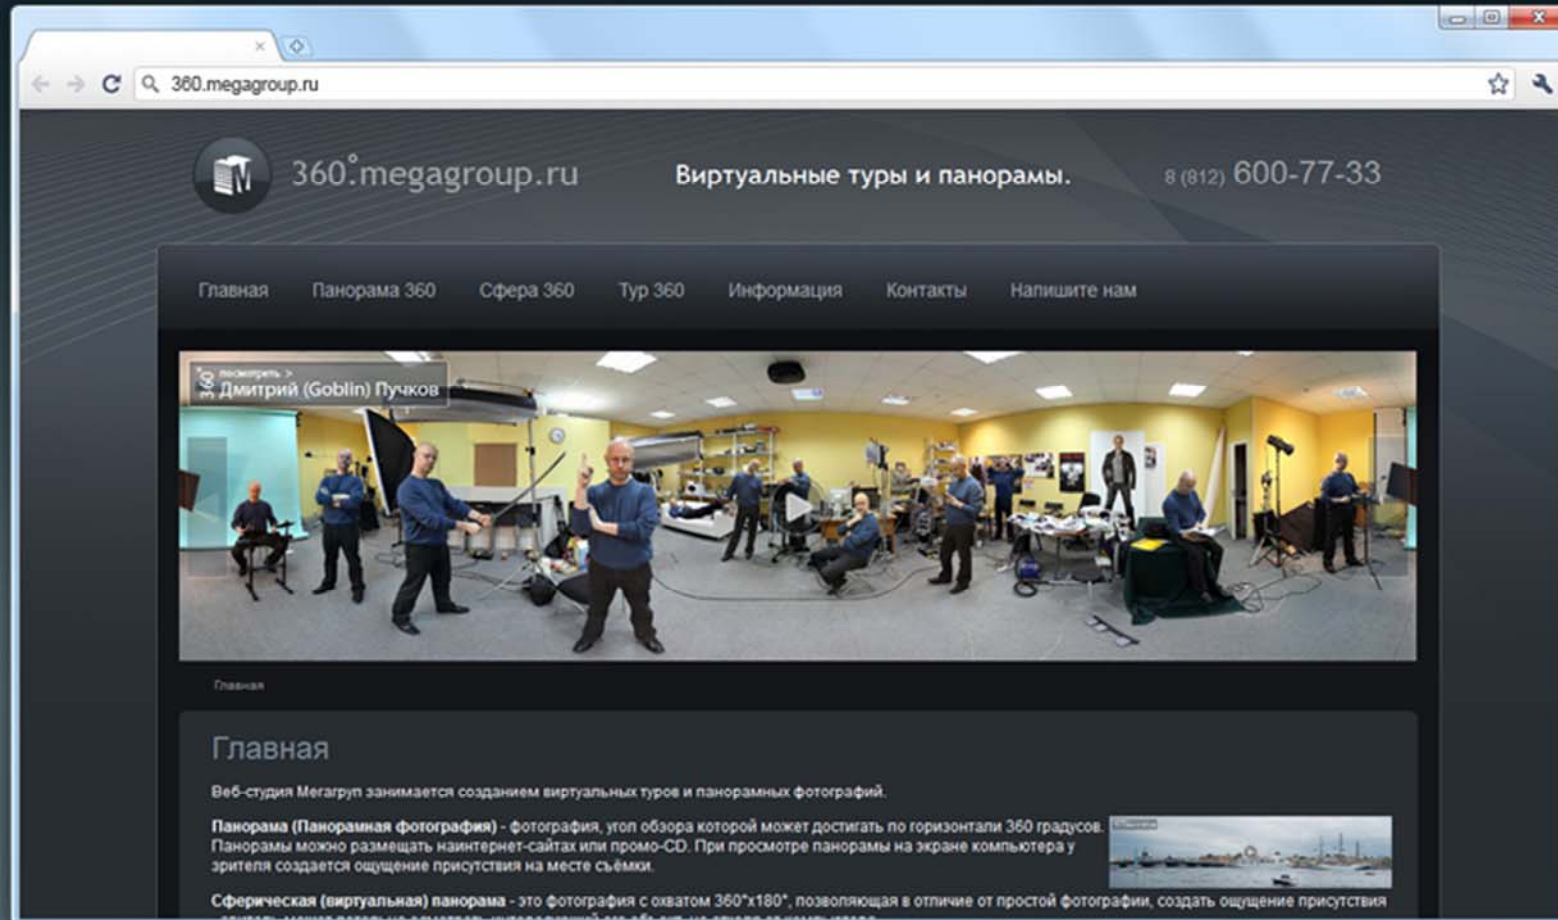 360.megagroup.ru
360°megagroup.ru
Виртуальные туры и панорамы.
8 (812) 600-77-33
Главная Панорама 360 Сфера 360 Тур 360 Информация Контакты Напишите нам
360° посмотреть >
Дмитрий (Goblin) Пучков
Главная
Главная
Веб-студия Мегагруп занимается созданием виртуальных туров и панорамных фотографий.
Панорама (Панорамная фотография) - фотография, угол обзора которой может достигать по горизонтали 360 градусов.
Панорамы можно размещать наинтернет-сайтах или промо-CD. При просмотре панорамы на экране компьютера у
зрителя создается ощущение присутствия на месте съёмки.
Сферическая (виртуальная) панорама - это фотография с охватом 360°x180°, позволяющая в отличие от простой фотографии, создать ощущение присутствия